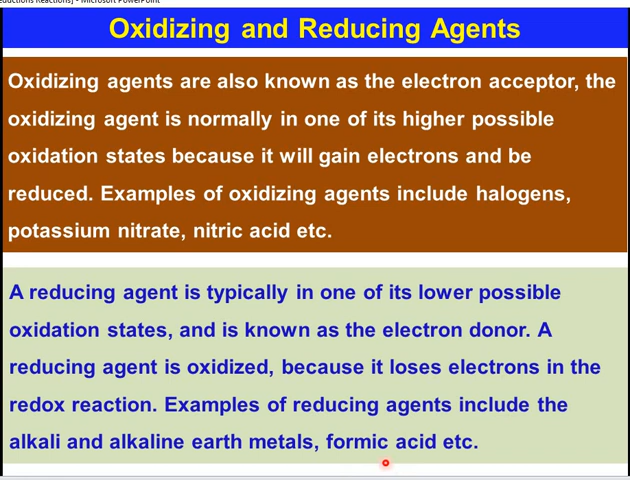 eductions Reactions] - Microsoft PowerPoint
Oxidizing and Reducing Agents
Oxidizing agents are also known as the electron acceptor, the
oxidizing agent is normally in one of its higher possible
oxidation states because it will gain electrons and be
reduced. Examples of oxidizing agents include halogens,
potassium nitrate, nitric acid etc.
A reducing agent is typically in one of its lower possible
oxidation states, and is known as the electron donor. A
reducing agent is oxidized, because it loses electrons in the
redox reaction. Examples of reducing agents include the
alkali and alkaline earth metals, formic acid etc.